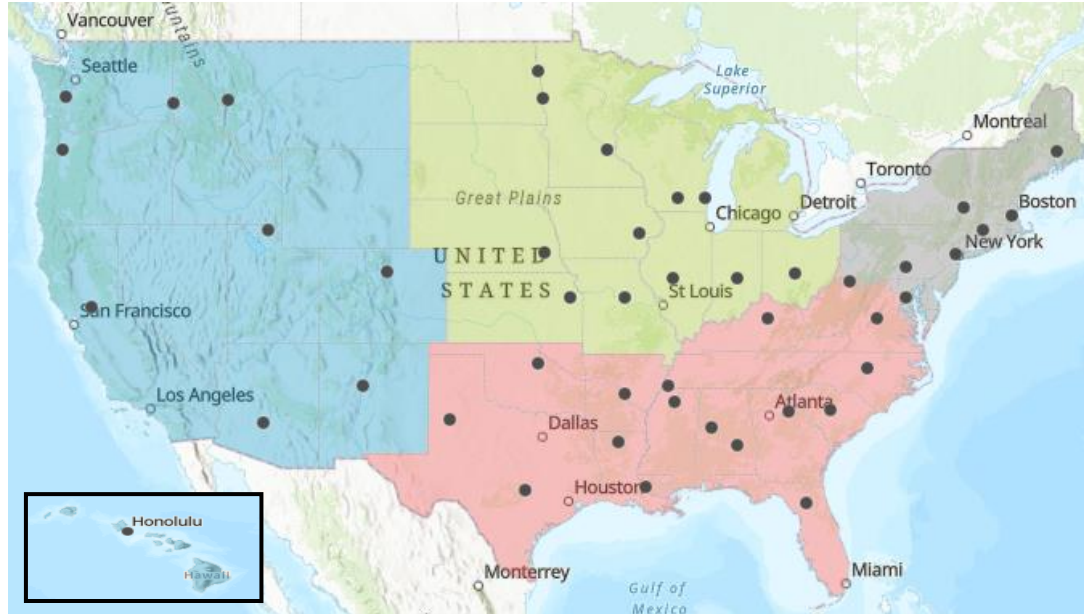 Vancouver
untains
Seattle
Lake
Superior
Montreal
Toronto
Great Plains
Chicago
Detroit
Boston
New York
UNITED
STATES
St Louis
San Francisco
Los Angeles
Atlanta
Dallas
Houston
Honolulu
Hawaii
Monterrey
Miami
Gulf of
Mexico